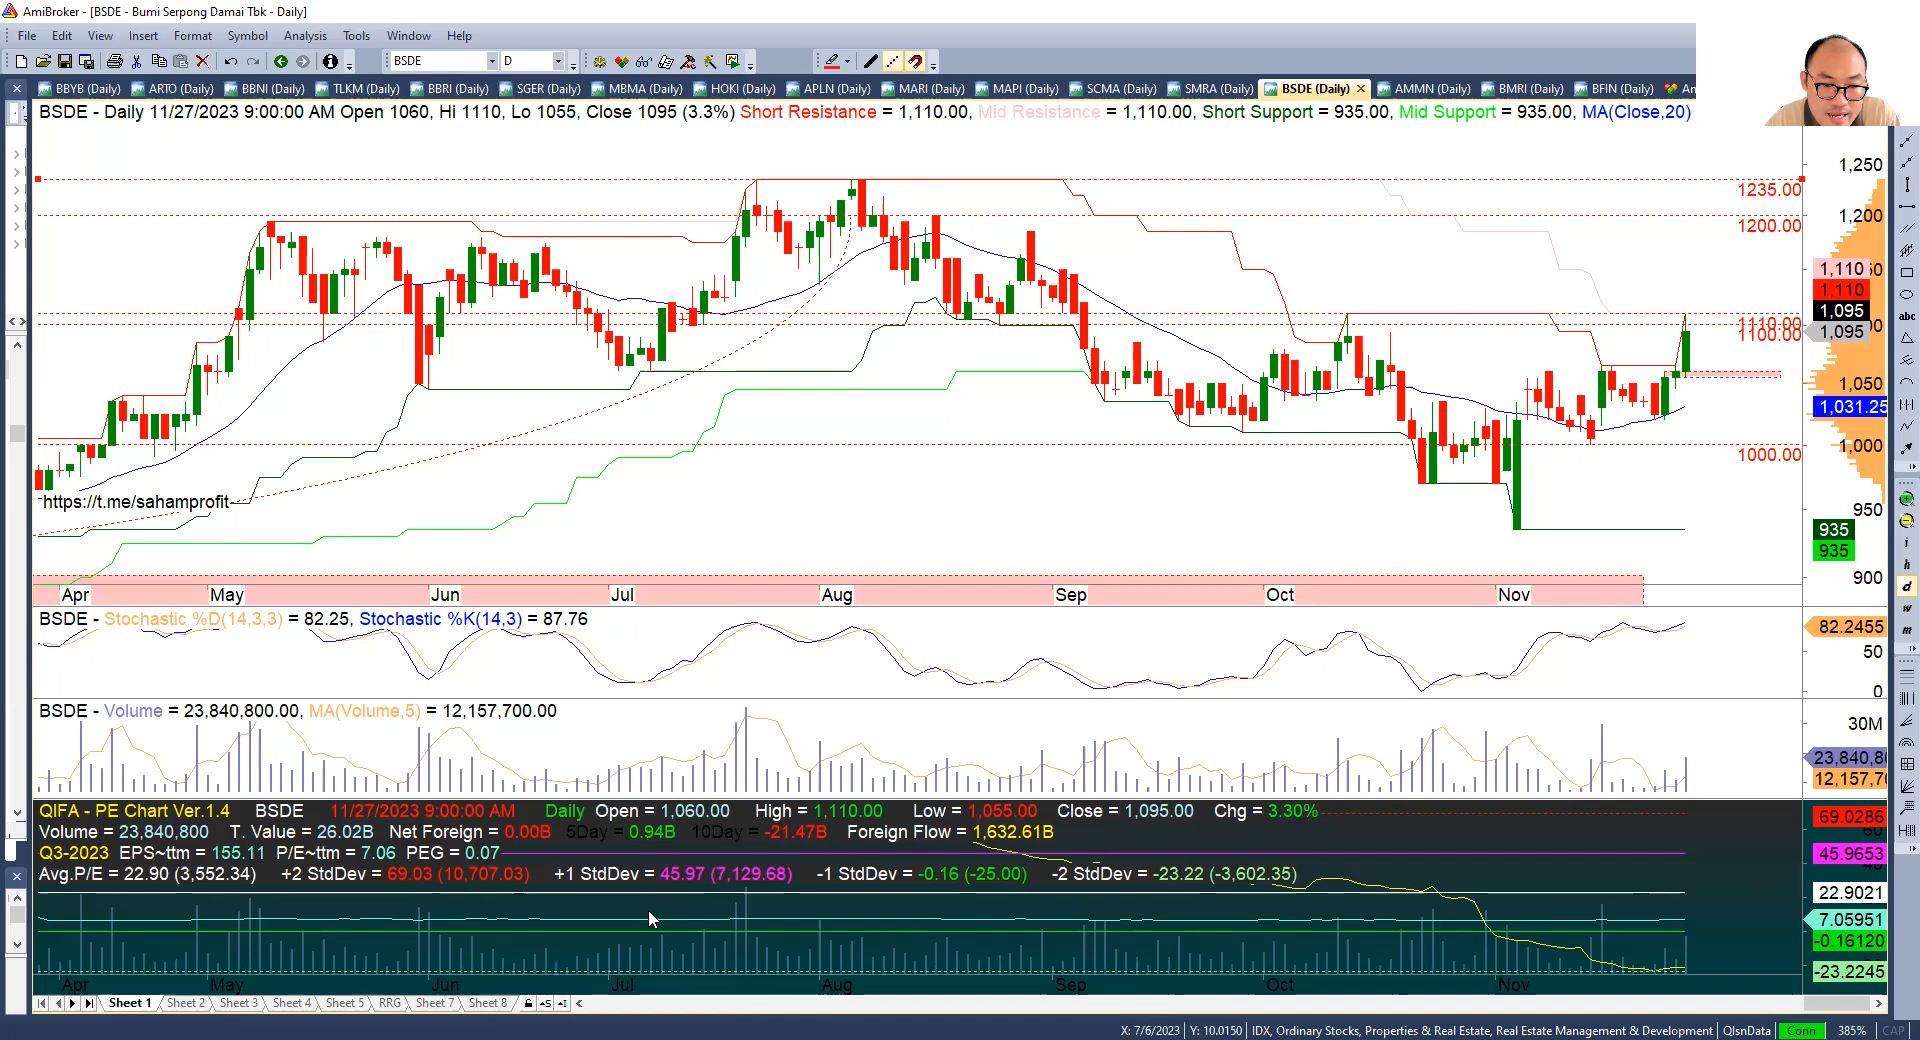 AmiBroker - [BSDE - Bumi Serpong Damai Tbk - Daily]
File Edit View Insert Format Symbol Analysis Tools Window Help
BSDE D
BBYB (Daily) ARTO (Daily) BBNI (Daily) TLKM (Daily) BBRI (Daily) SGER (Daily) MBMA (Daily) HOKI (Daily) APLN (Daily) MARI (Daily) MAPI (Daily) SCMA (Daily) SMRA (Daily) BSDE (Daily) AMMN (Daily) BMRI (Daily) BFIN (Daily) Am
BSDE - Daily 11/27/2023 9:00:00 AM Open 1060, Hi 1110, Lo 1055, Close 1095 (3.3%) Short Resistance = 1,110.00, Mid Resistance = 1,110.00, Short Support = 935.00, Mid Support = 935.00, MA(Close,20)
1,250
1235.00
1,200
1200.00
1,110
1,110
1,095
1110.00
1100.00
1,095
1,050
1,031.25
1,000
1000.00
https://t.me/sahamprofit
950
935
935
900
Apr May Jun Jul Aug Sep Oct Nov
BSDE - Stochastic %D(14,3,3) = 82.25, Stochastic %K(14,3) = 87.76
82.2455
50
0
BSDE - Volume = 23,840,800.00, MA(Volume,5) = 12,157,700.00
30M
23,840,80
12,157,70
QIFA - PE Chart Ver.1.4 BSDE 11/27/2023 9:00:00 AM Daily Open = 1,060.00 High = 1,110.00 Low = 1,055.00 Close = 1,095.00 Chg = 3.30%
69.0286
Volume = 23,840,800 T. Value = 26.02B Net Foreign = 0.00B 5Day = 0.94B 10Day = -21.47B Foreign Flow = 1,632.61B
Q3-2023 EPS~ttm = 155.11 P/E~ttm = 7.06 PEG = 0.07
45.9653
Avg.P/E = 22.90 (3,552.34) +2 StdDev = 69.03 (10,707.03) +1 StdDev = 45.97 (7,129.68) -1 StdDev = -0.16 (-25.00) -2 StdDev = -23.22 (-3,602.35)
22.9021
7.05951
-0.16120
-23.2245
Apr May Jun Jul Aug Sep Oct Nov
Sheet 1 Sheet 2 Sheet 3 Sheet 4 Sheet 5 RRG Sheet 7 Sheet 8
X: 7/6/2023 Y: 10.0150 IDX, Ordinary Stocks, Properties & Real Estate, Real Estate Management & Development QlsnData Conn 385% CAP